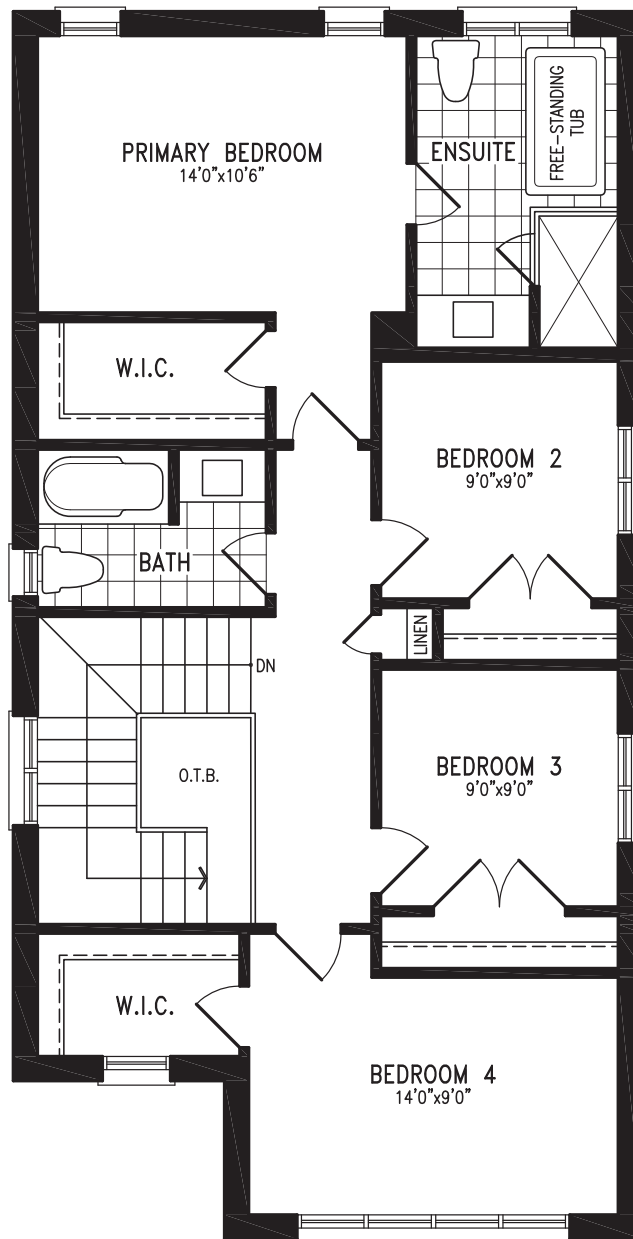 PRIMARY BEDROOM
14'0"x10'6"
ENSUITE
FREE-STANDING
TUB
W.I.C.
BEDROOM 2
9'0"x9'0"
BATH
LINEN
DN
O.T.B.
BEDROOM 3
9'0"x9'0"
W.I.C.
BEDROOM 4
14'0"x9'0"